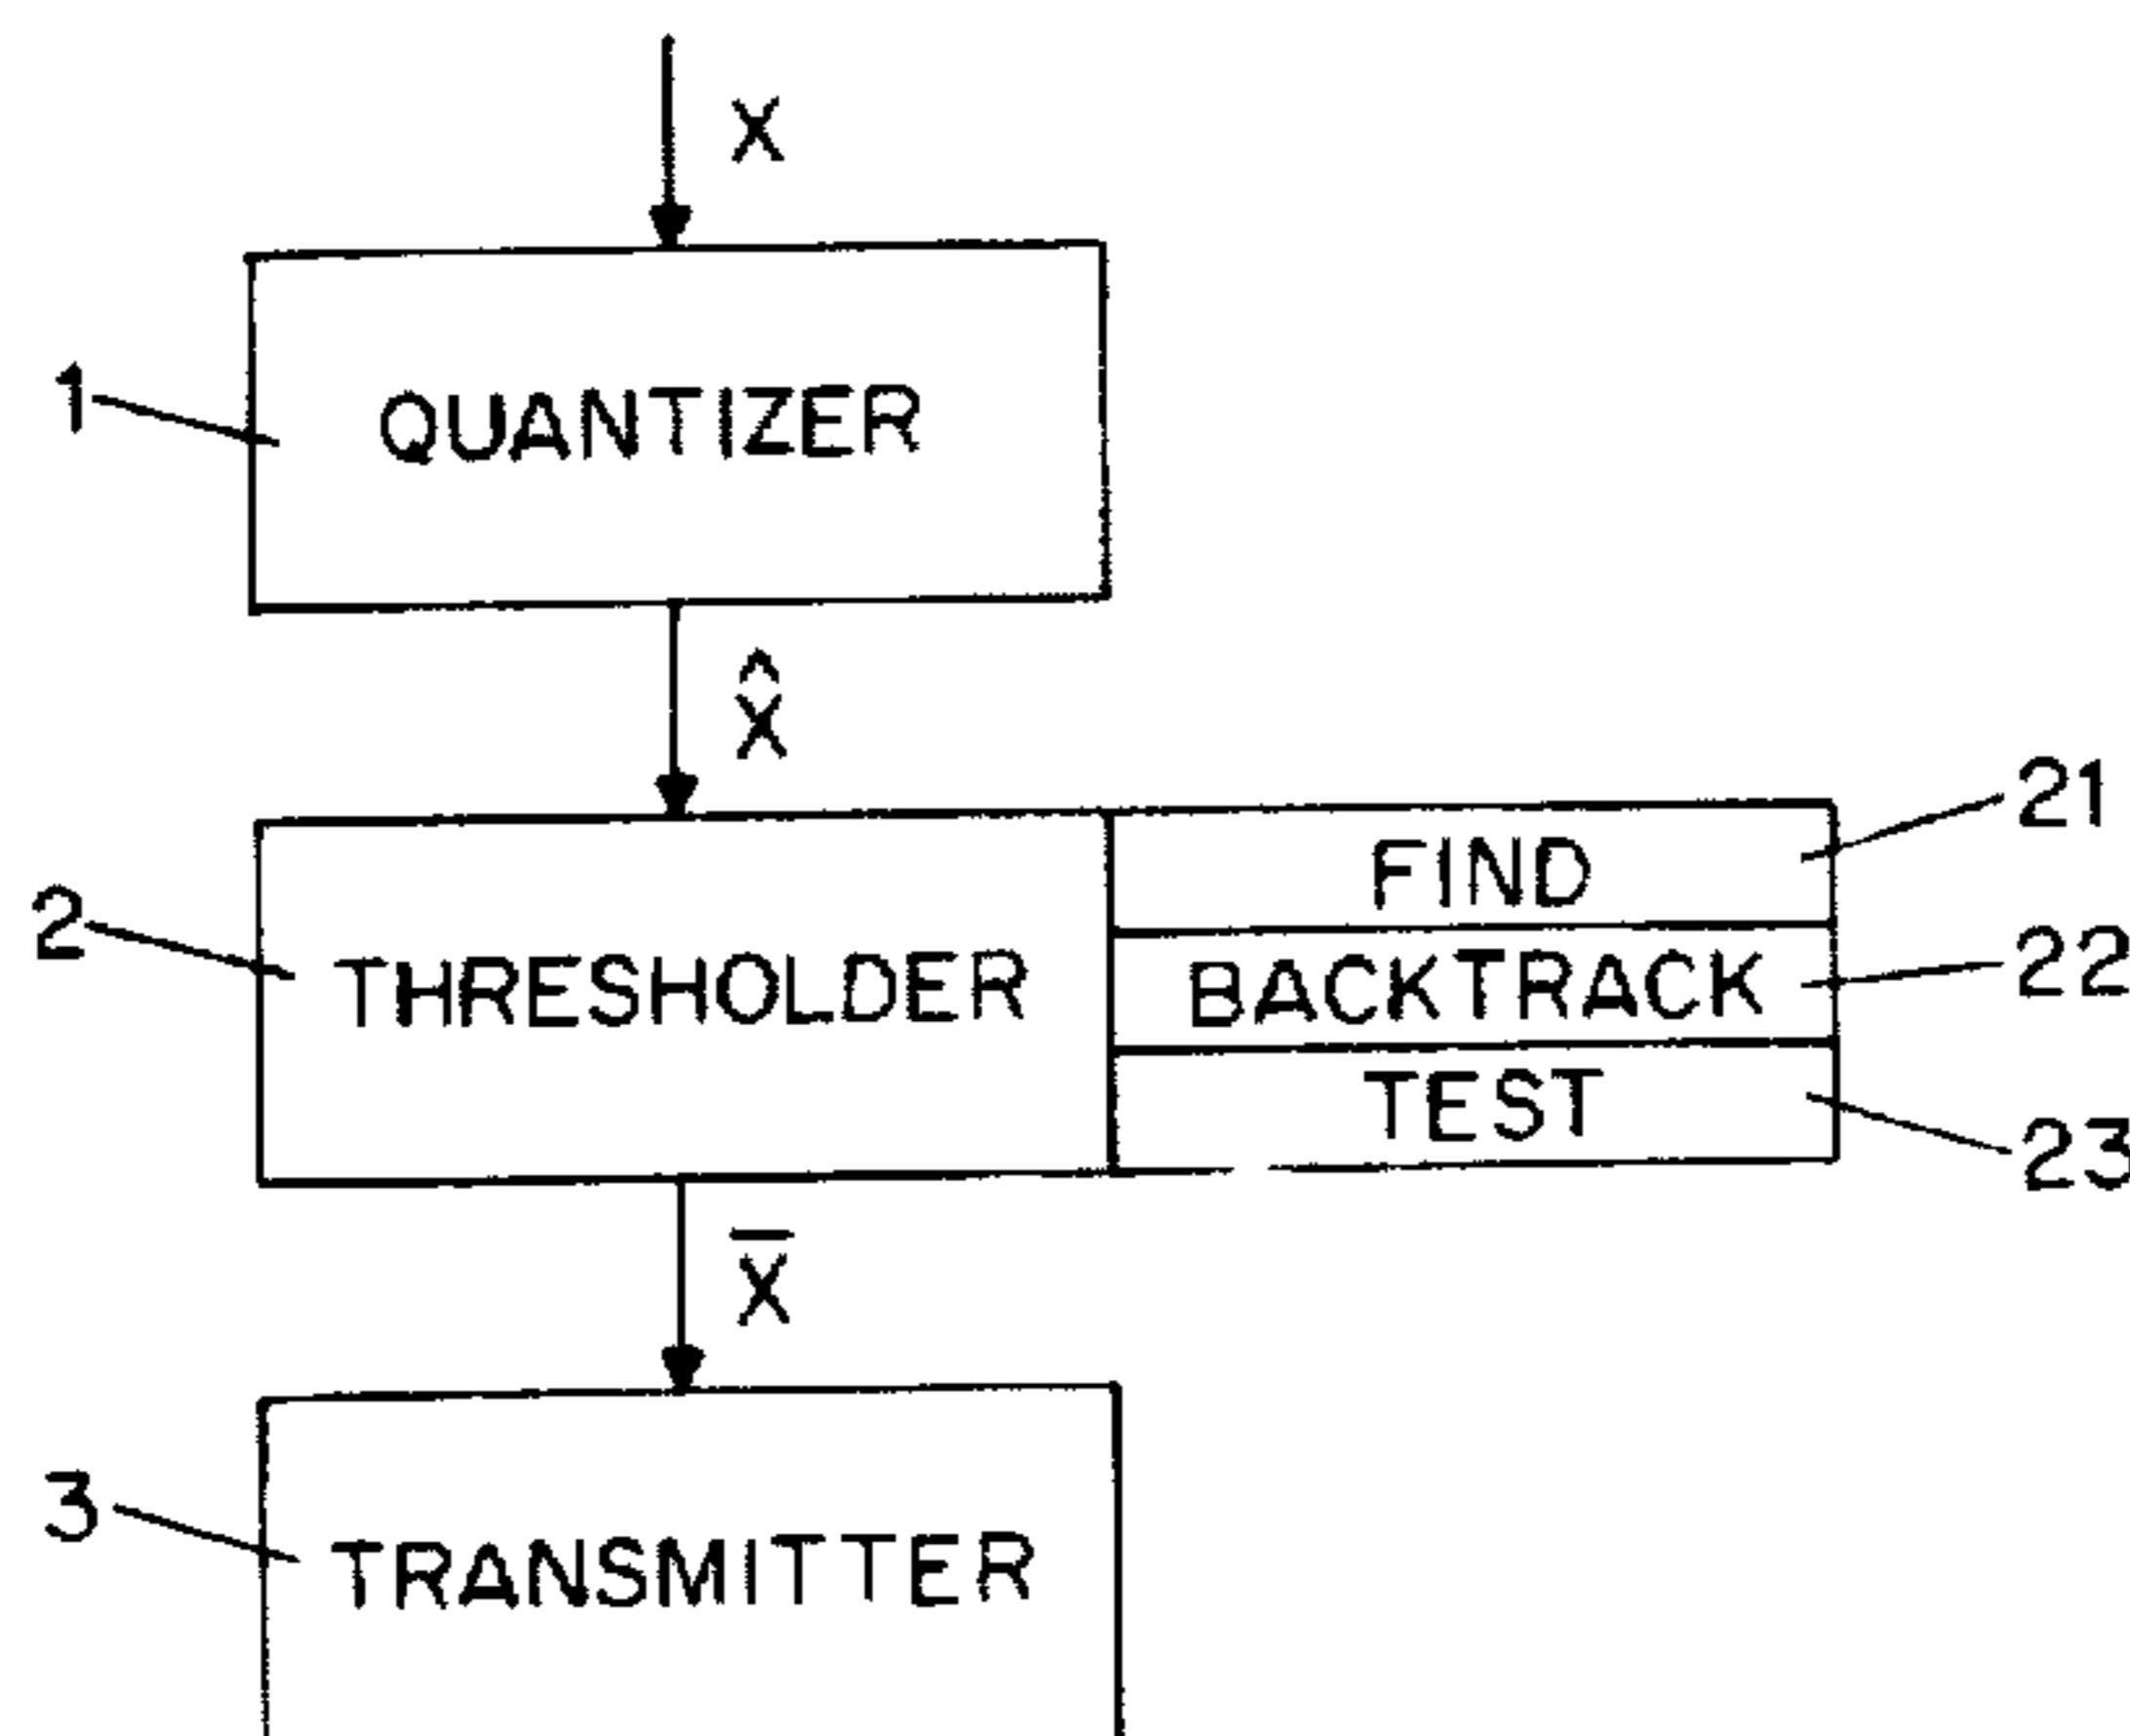 X
1
QUANTIZER
X̂
21
FIND
2
THRESHOLDER
BACKTRACK
22
TEST
23
X̅
3
TRANSMITTER